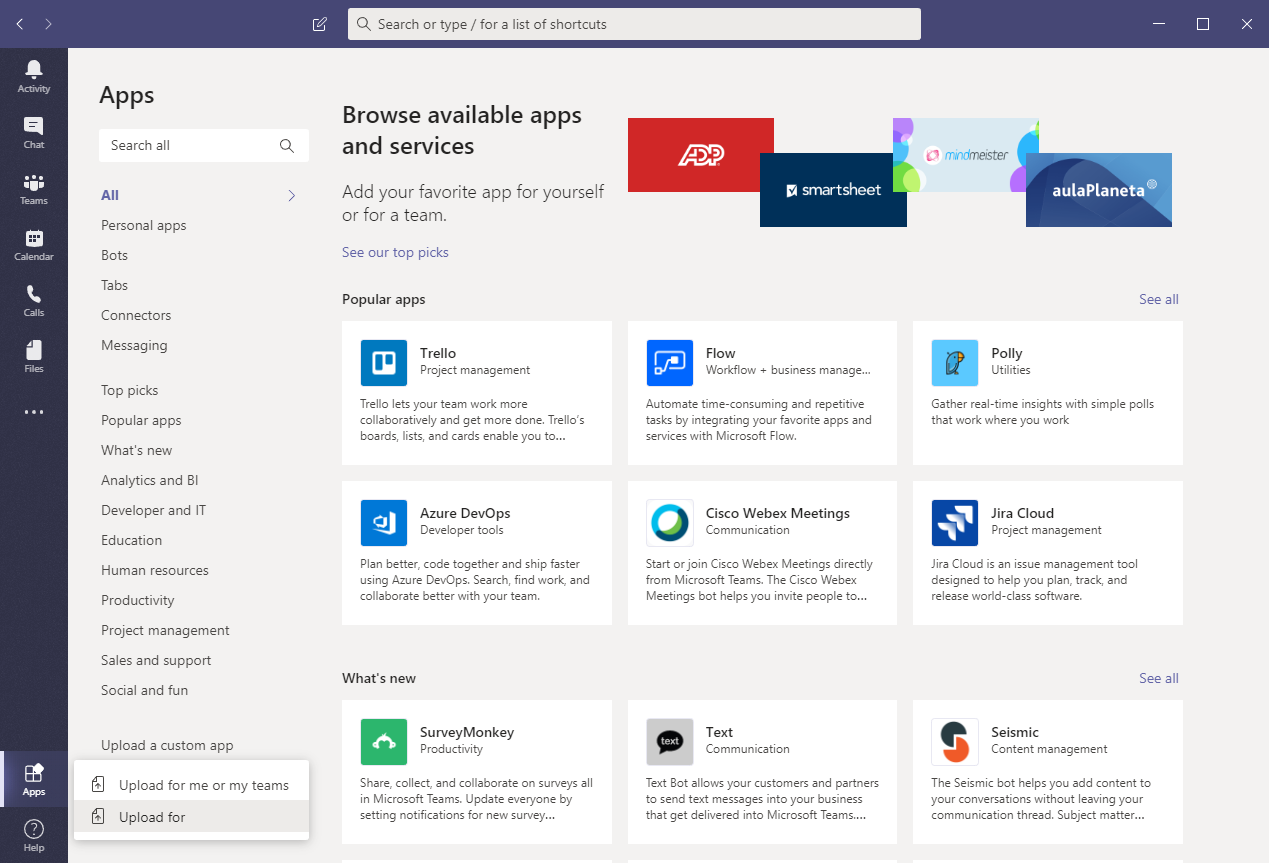 Search or type / for a list of shortcuts
Activity
Chat
Teams
Calendar
Calls
Files
Apps
Help
Apps
Search all
All
Personal apps
Bots
Tabs
Connectors
Messaging
Top picks
Popular apps
What's new
Analytics and BI
Developer and IT
Education
Human resources
Productivity
Project management
Sales and support
Social and fun
Upload a custom app
Upload for me or my teams
Upload for
Browse available apps
and services
Add your favorite app for yourself
or for a team.
See our top picks
ADP
smartsheet
mindmeister
aulaPlaneta
Popular apps
See all
Trello
Project management
Trello lets your team work more
collaboratively and get more done. Trello's
boards, lists, and cards enable you to...
Flow
Workflow + business manage...
Automate time-consuming and repetitive
tasks by integrating your favorite apps and
services with Microsoft Flow.
Polly
Utilities
Gather real-time insights with simple polls
that work where you work
Azure DevOps
Developer tools
Plan better, code together and ship faster
using Azure DevOps. Search, find work, and
collaborate better with your team.
Cisco Webex Meetings
Communication
Start or join Cisco Webex Meetings directly
from Microsoft Teams. The Cisco Webex
Meetings bot helps you invite people to...
Jira Cloud
Project management
Jira Cloud is an issue management tool
designed to help you plan, track, and
release world-class software.
What's new
See all
SurveyMonkey
Productivity
Share, collect, and collaborate on surveys all
in Microsoft Teams. Update everyone by
setting notifications for new survey...
text
Text
Communication
Text Bot allows your customers and partners
to send text messages into your business
that get delivered into Microsoft Teams....
Seismic
Content management
The Seismic bot helps you add content to
your conversations without leaving your
communication thread. Subject matter...